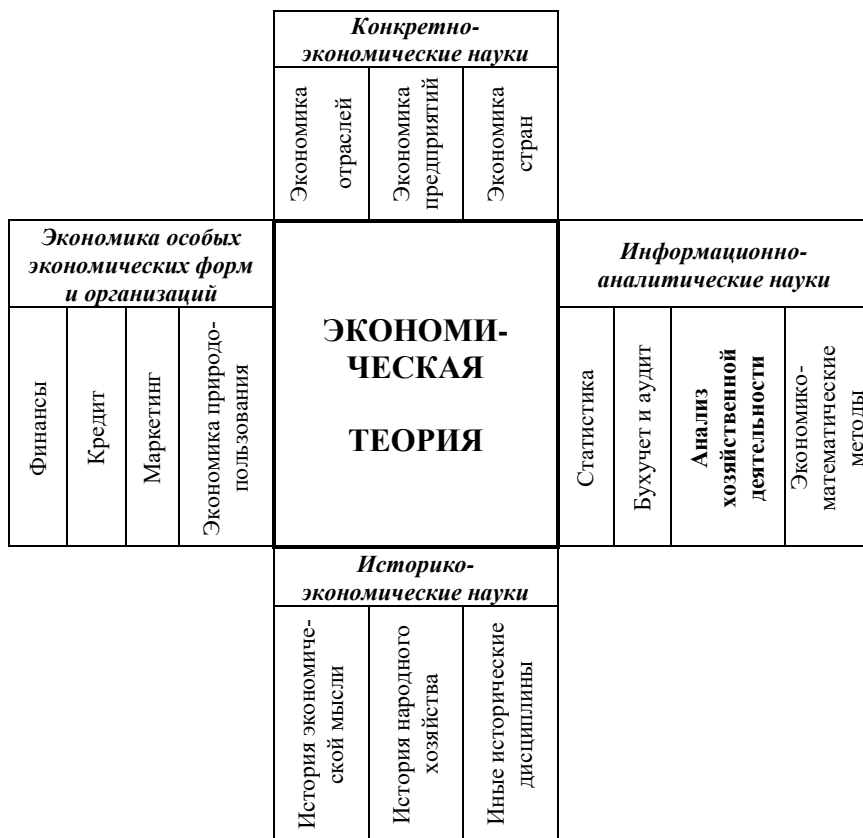 Конкретно-
экономические науки
Экономика
отраслей
Экономика
предприятий
Экономика
стран
Экономика особых
экономических форм
и организаций
Финансы
Кредит
Маркетинг
Экономика природо-
пользования
ЭКОНОМИ-
ЧЕСКАЯ
ТЕОРИЯ
Информационно-
аналитические науки
Статистика
Бухучет и аудит
Анализ
хозяйственной
деятельности
Экономико-
математические
методы
Историко-
экономические науки
История экономиче-
ской мысли
История народного
хозяйства
Иные исторические
дисциплины